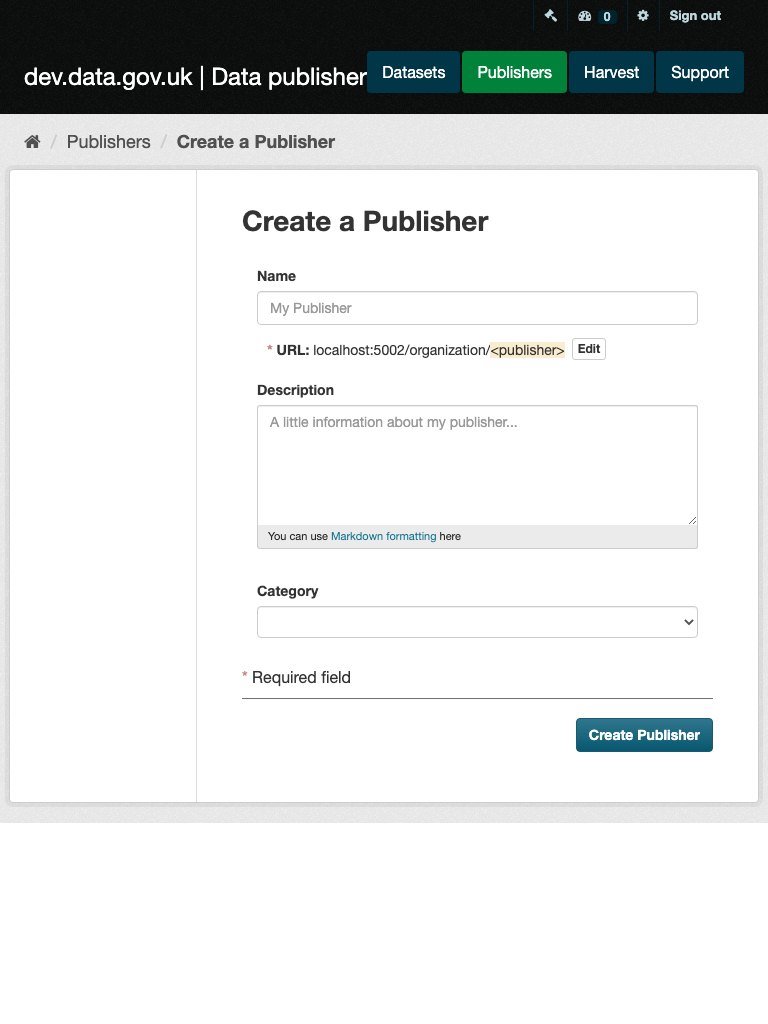 0 Sign out
dev.data.gov.uk | Data publisher Datasets Publishers Harvest Support
/ Publishers / Create a Publisher
Create a Publisher
Name
My Publisher
* URL: localhost:5002/organization/<publisher> Edit
Description
A little information about my publisher...
You can use Markdown formatting here
Category
* Required field
Create Publisher